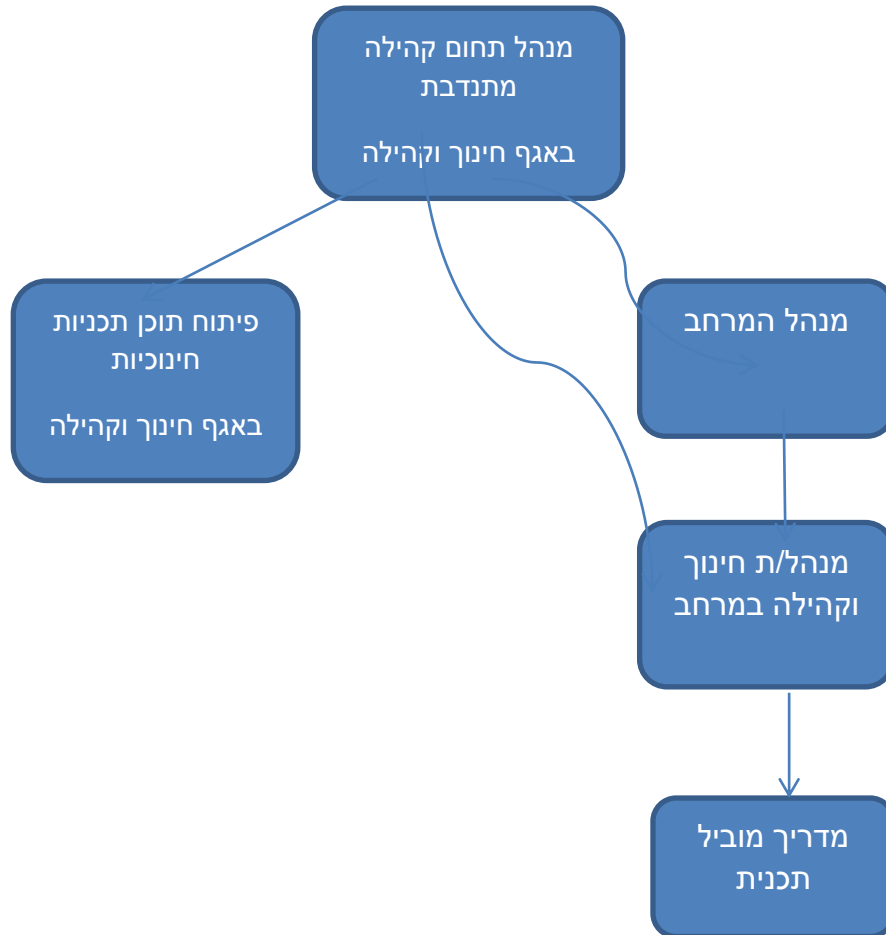 מנהל תחום קהילה
מתנדבת
באגף חינוך וקהילה
מנהל המרחב
פיתוח תוכן תכניות
חינוכיות
באגף חינוך וקהילה
מנהל/ת חינוך
וקהילה במרחב
מדריך מוביל
תכנית